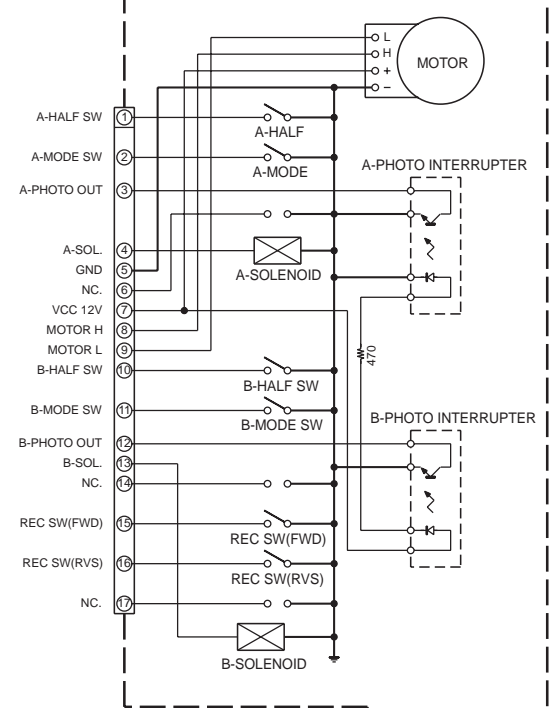 L
H
+
−
MOTOR
A-HALF SW
1
A-HALF
A-MODE SW
2
A-MODE
A-PHOTO INTERRUPTER
A-PHOTO OUT
3
A-SOL.
4
A-SOLENOID
GND
5
NC.
6
VCC 12V
7
MOTOR H
8
MOTOR L
9
470
B-HALF SW
10
B-HALF SW
B-MODE SW
11
B-MODE SW
B-PHOTO INTERRUPTER
B-PHOTO OUT
12
B-SOL.
13
NC.
14
REC SW(FWD)
15
REC SW(FWD)
REC SW(RVS)
16
REC SW(RVS)
NC.
17
B-SOLENOID